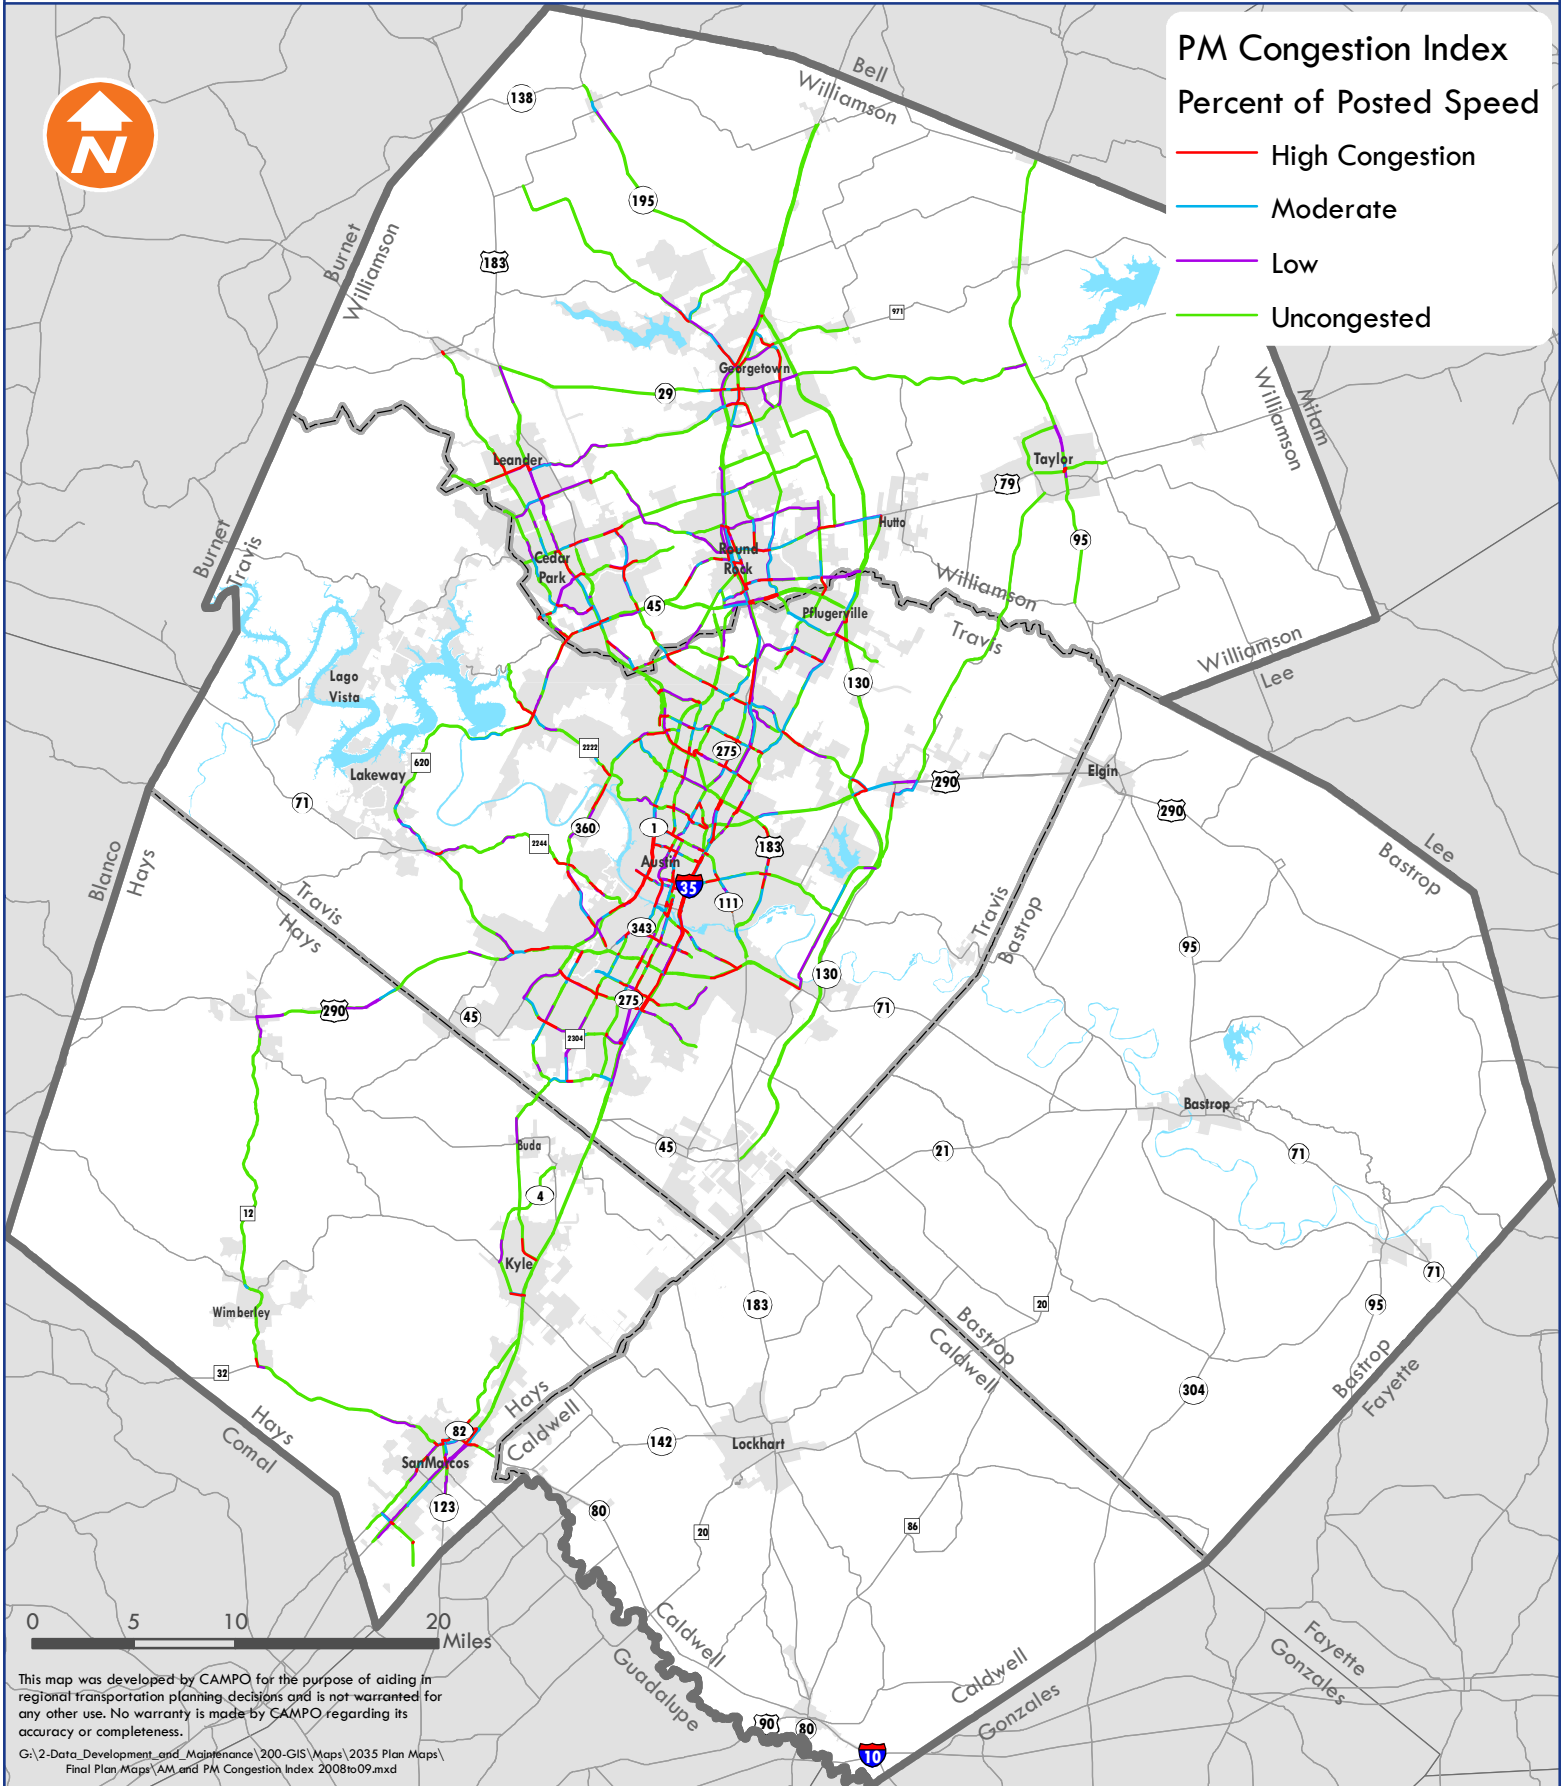 PM Congestion Index
Percent of Posted Speed
High Congestion
Moderate
Low
Uncongested
N
Bell
Williamson
138
195
Burnet
Williamson
183
971
Georgetown
29
Williamson
Milam
Leander
Taylor
79
Hutto
95
Burnet
Travis
Cedar
Park
Round
Rock
45
Williamson
Travis
Pflugerville
Williamson
Lee
Lago
Vista
130
2222
275
620
Lakeway
Elgin
290
290
71
360
1
2244
183
Austin
35
111
Lee
Bastrop
Blanco
Hays
Travis
Hays
343
Travis
Bastrop
95
130
275
290
45
71
2304
Bastrop
Buda
45
21
71
4
12
Kyle
71
Wimberley
183
20
95
Bastrop
Caldwell
32
Bastrop
Fayette
304
Hays
Caldwell
Hays
Comal
82
142
Lockhart
SanMarcos
123
80
20
86
Caldwell
Guadalupe
Fayette
Gonzales
Caldwell
Gonzales
90
80
10
0 5 10 20
Miles
This map was developed by CAMPO for the purpose of aiding in
regional transportation planning decisions and is not warranted for
any other use. No warranty is made by CAMPO regarding its
accuracy or completeness.
G:\2-Data_Development_and_Maintenance\200-GIS\Maps\2035 Plan Maps\
Final Plan Maps\AM and PM Congestion Index 2008to09.mxd